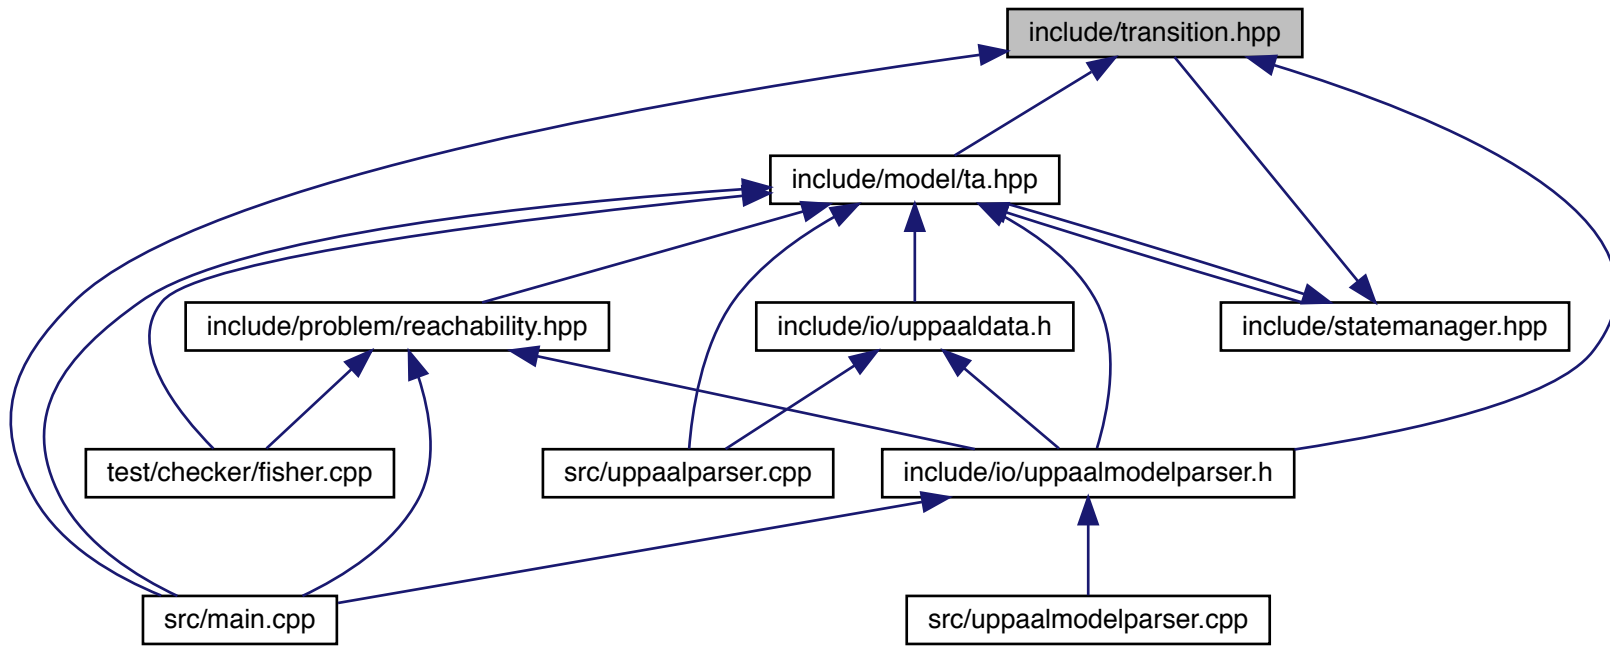 include/transition.hpp
include/model/ta.hpp
include/problem/reachability.hpp
include/io/uppaaldata.h
include/statemanager.hpp
test/checker/fisher.cpp
src/uppaalparser.cpp
include/io/uppaalmodelparser.h
src/main.cpp
src/uppaalmodelparser.cpp